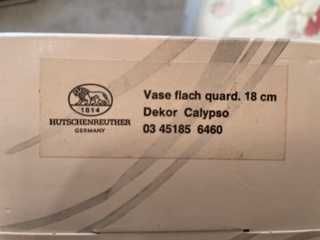 1814
HUTSCHENREUTHER
GERMANY
Vase flach quard. 18 cm
Dekor Calypso
03 45185 6460